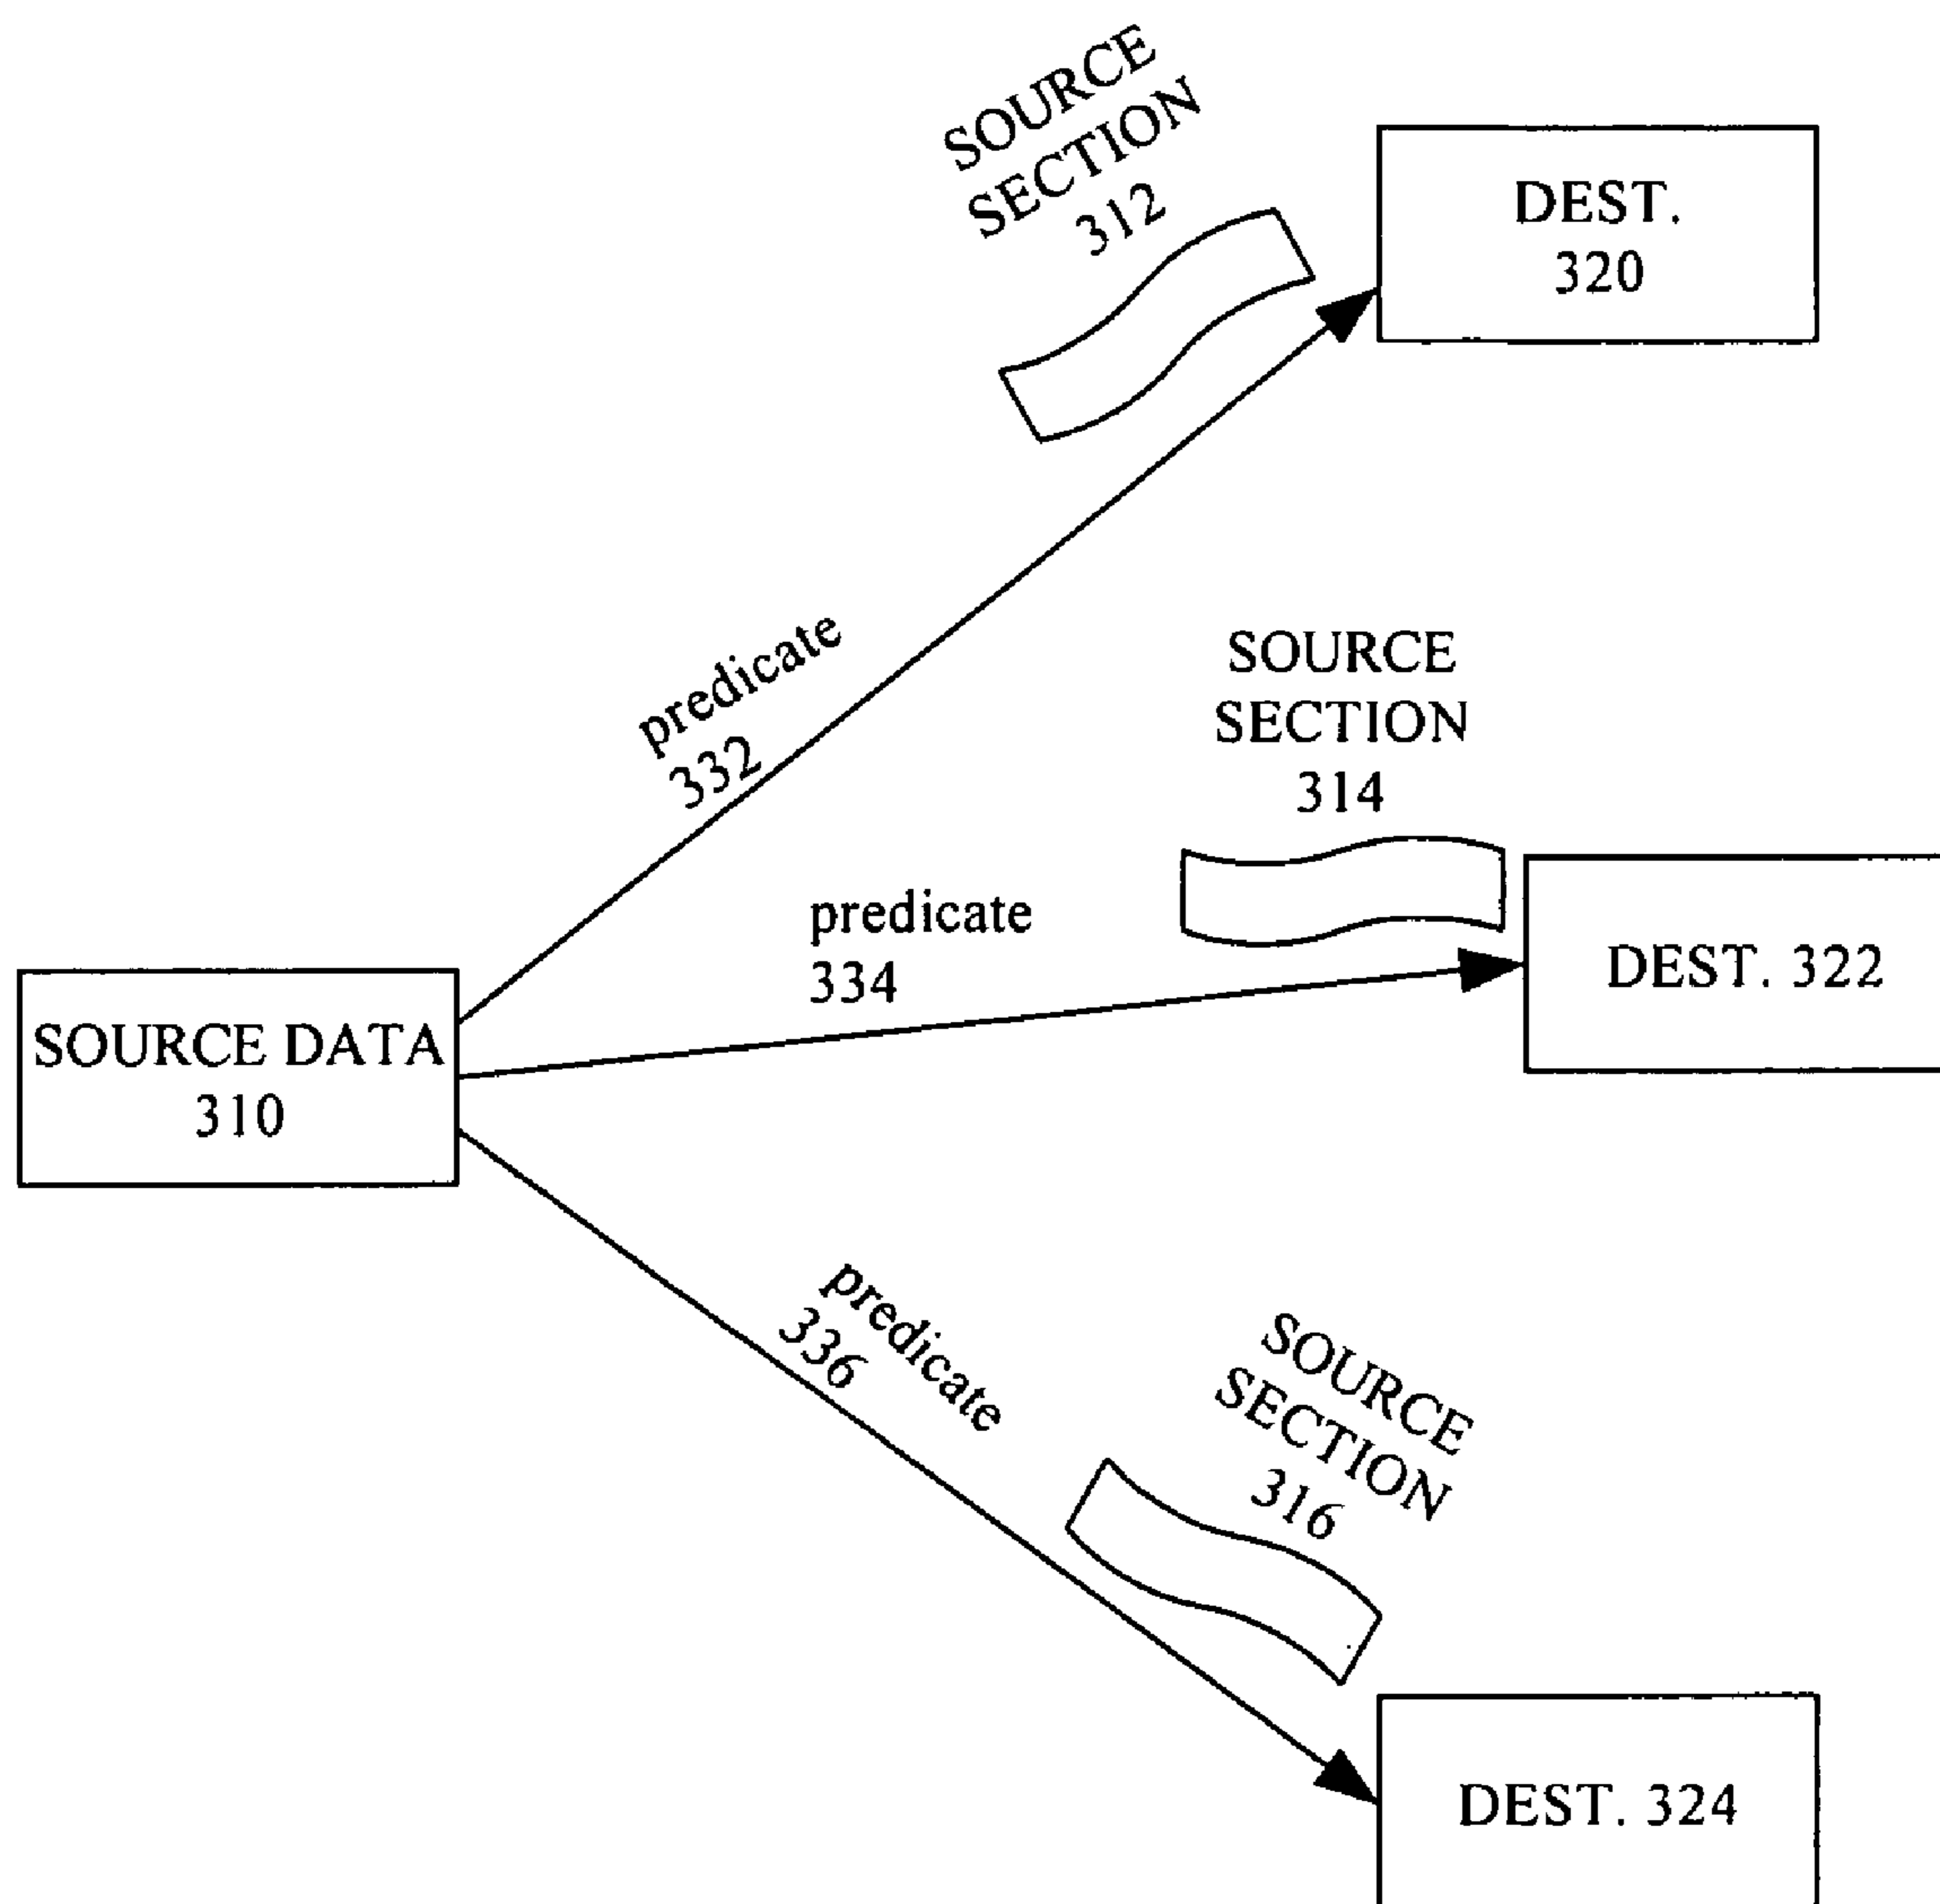 SOURCE
SECTION
312
DEST.
320
predicate
332
SOURCE
SECTION
314
predicate
334
DEST. 322
SOURCE DATA
310
predicate
336
SOURCE
SECTION
316
DEST. 324